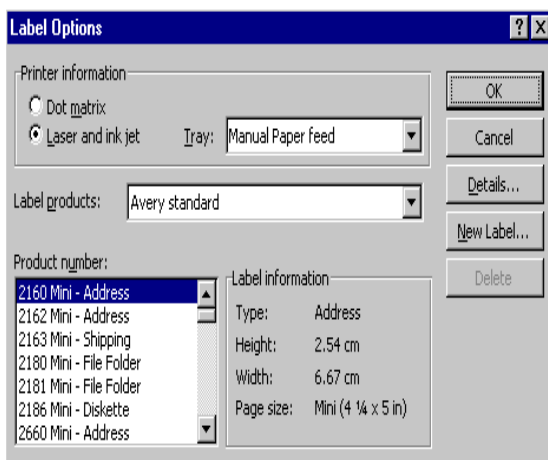 Label Options
Printer information
Dot matrix
Laser and ink jet
Tray: Manual Paper feed
Label products: Avery standard
Product number:
2160 Mini - Address
2162 Mini - Address
2163 Mini - Shipping
2180 Mini - File Folder
2181 Mini - File Folder
2186 Mini - Diskette
2660 Mini - Address
Label information
Type: Address
Height: 2.54 cm
Width: 6.67 cm
Page size: Mini (4 ¼ x 5 in)
OK
Cancel
Details...
New Label...
Delete